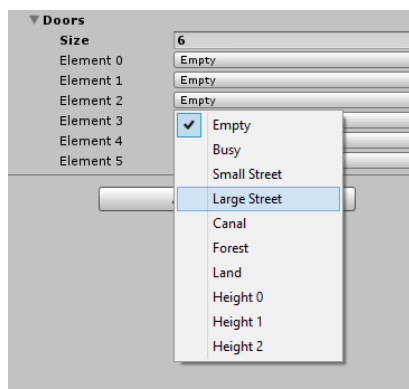 Doors
Size 6
Element 0 Empty
Element 1 Empty
Element 2 Empty
Element 3
Element 4
Element 5
Empty
Busy
Small Street
Large Street
Canal
Forest
Land
Height 0
Height 1
Height 2